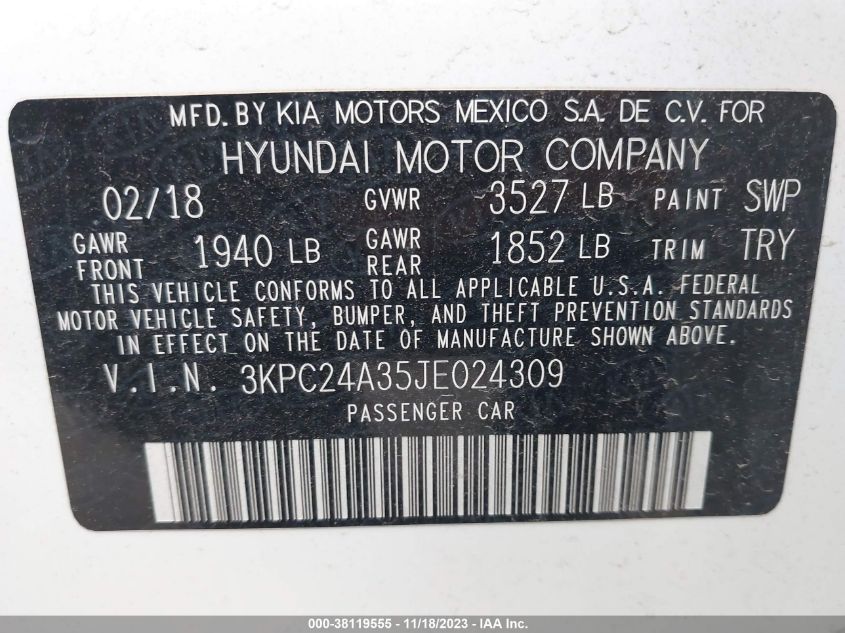 MFD. BY KIA MOTORS MEXICO S.A. DE C.V. FOR
HYUNDAI MOTOR COMPANY
02/18 GVWR 3527 LB PAINT SWP
GAWR FRONT 1940 LB GAWR REAR 1852 LB TRIM TRY
THIS VEHICLE CONFORMS TO ALL APPLICABLE U.S.A. FEDERAL
MOTOR VEHICLE SAFETY, BUMPER, AND THEFT PREVENTION STANDARDS
IN EFFECT ON THE DATE OF MANUFACTURE SHOWN ABOVE.
V.I.N. 3KPC24A35JE024309
PASSENGER CAR
000-38119555 - 11/18/2023 - IAA Inc.